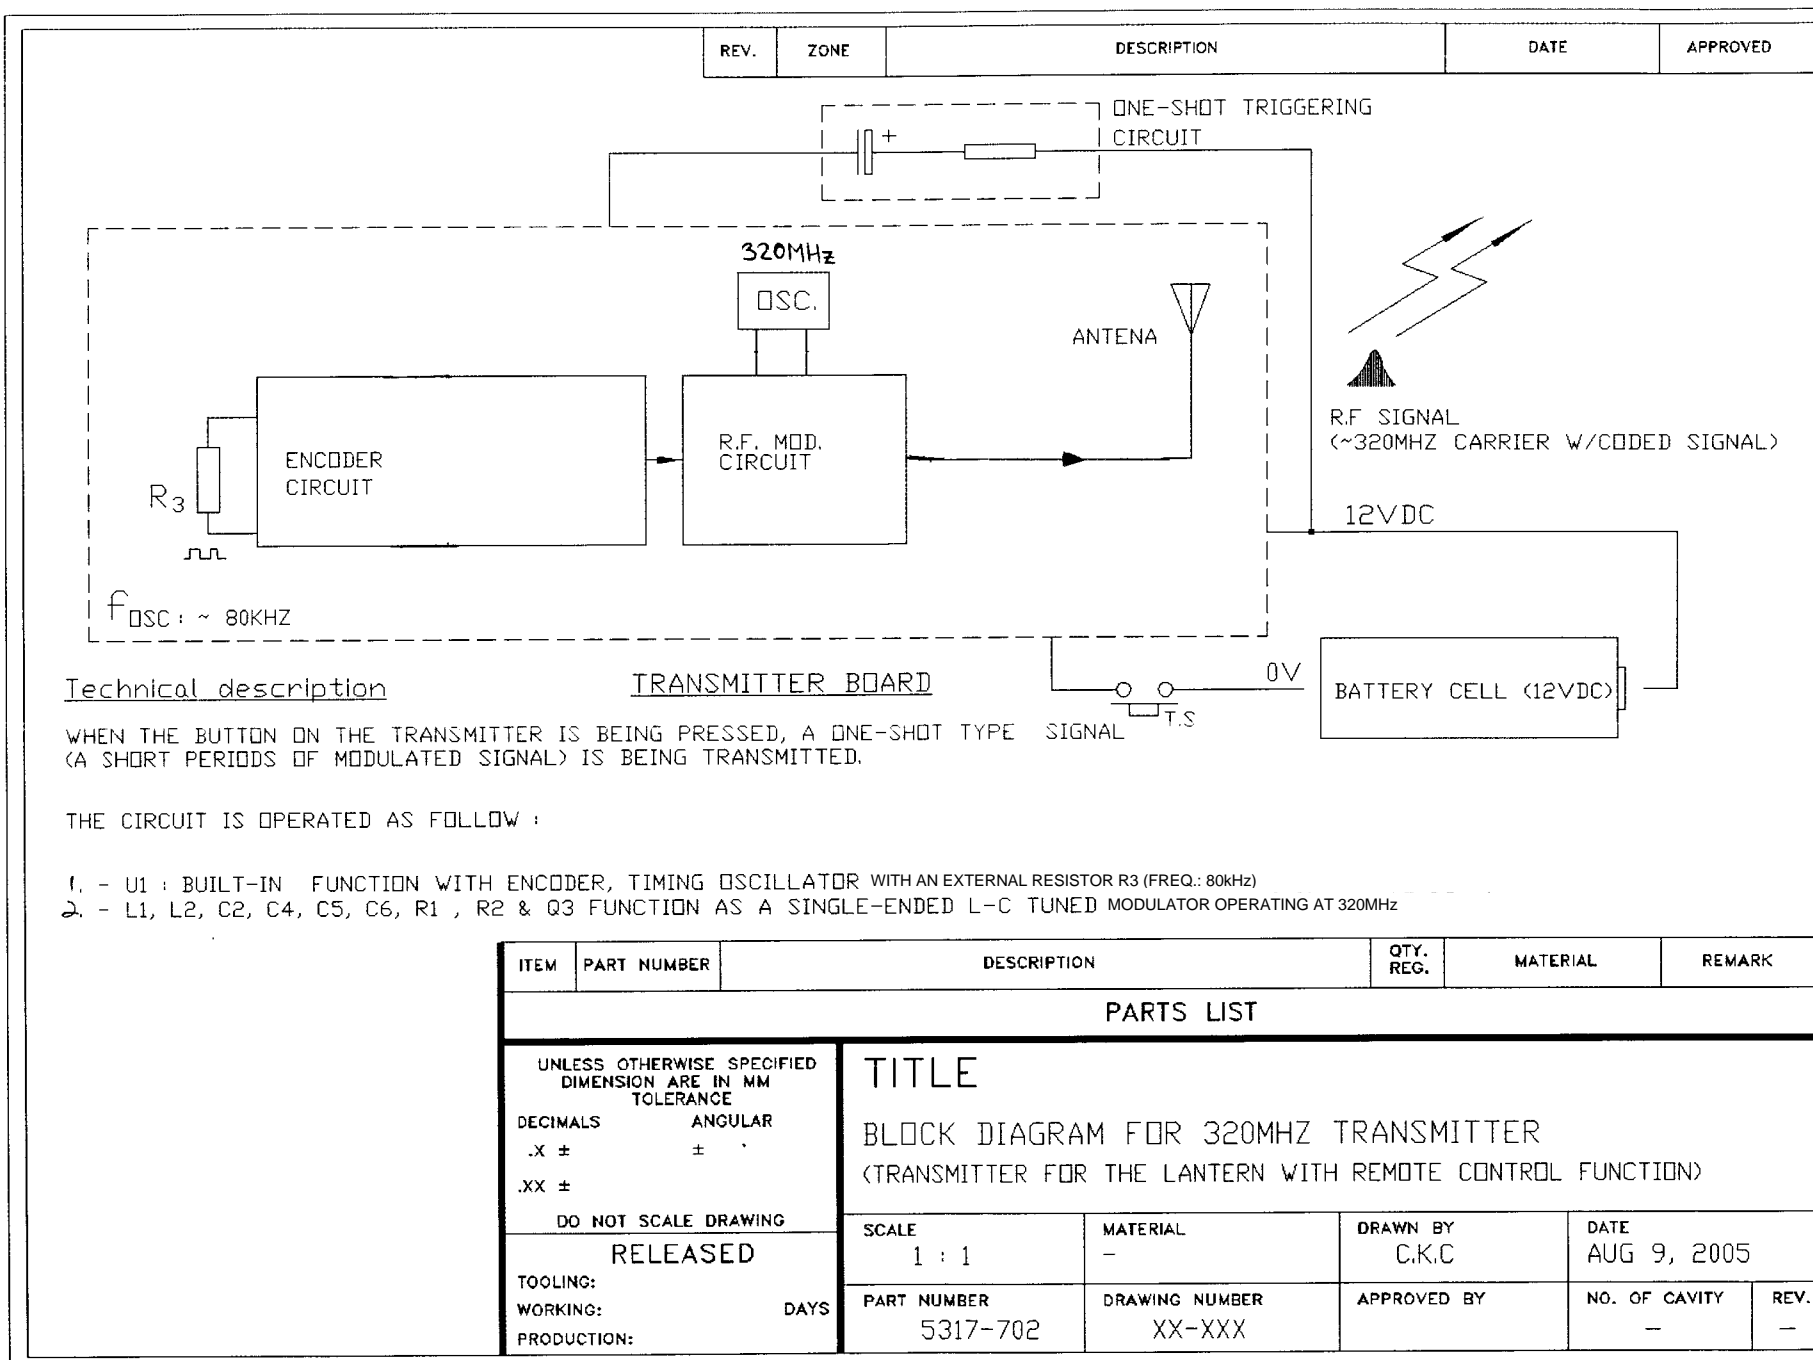 REV. ZONE DESCRIPTION DATE APPROVED
ONE-SHOT TRIGGERING
CIRCUIT
+
320MHz
OSC.
ANTENA
R.F SIGNAL
(~320MHZ CARRIER W/CODED SIGNAL)
ENCODER
CIRCUIT
R.F. MOD.
CIRCUIT
R3
12VDC
fOSC : ~ 80KHZ
0V
BATTERY CELL (12VDC)
T.S
Technical description
TRANSMITTER BOARD
WHEN THE BUTTON ON THE TRANSMITTER IS BEING PRESSED, A ONE-SHOT TYPE SIGNAL
(A SHORT PERIODS OF MODULATED SIGNAL) IS BEING TRANSMITTED.
THE CIRCUIT IS OPERATED AS FOLLOW :
1. - U1 : BUILT-IN FUNCTION WITH ENCODER, TIMING OSCILLATOR WITH AN EXTERNAL RESISTOR R3 (FREQ.: 80kHz)
2. - L1, L2, C2, C4, C5, C6, R1 , R2 & Q3 FUNCTION AS A SINGLE-ENDED L-C TUNED MODULATOR OPERATING AT 320MHz
ITEM PART NUMBER DESCRIPTION QTY. REG. MATERIAL REMARK
PARTS LIST
UNLESS OTHERWISE SPECIFIED
DIMENSION ARE IN MM
TOLERANCE
DECIMALS ANGULAR
.X ± ± '
.XX ±
DO NOT SCALE DRAWING
RELEASED
TOOLING:
WORKING: DAYS
PRODUCTION:
TITLE
BLOCK DIAGRAM FOR 320MHZ TRANSMITTER
(TRANSMITTER FOR THE LANTERN WITH REMOTE CONTROL FUNCTION)
SCALE MATERIAL DRAWN BY DATE
1 : 1 - C.K.C AUG 9, 2005
PART NUMBER DRAWING NUMBER APPROVED BY NO. OF CAVITY REV.
5317-702 XX-XXX - -